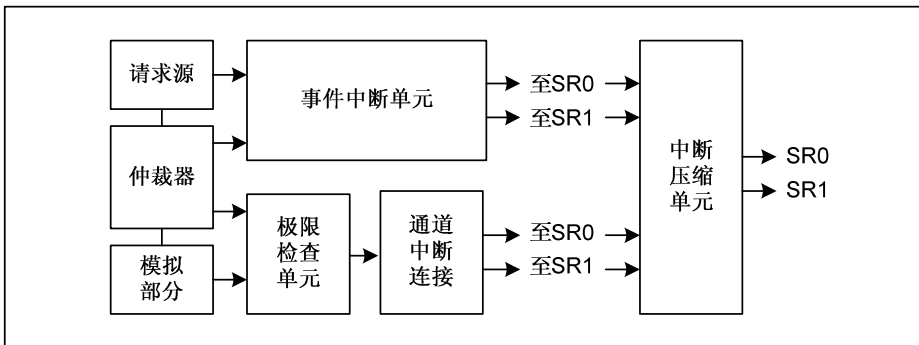 请求源
仲裁器
模拟
部分
事件中断单元
极限
检查
单元
通道
中断
连接
至SR0
至SR1
至SR0
至SR1
中断
压缩
单元
SR0
SR1